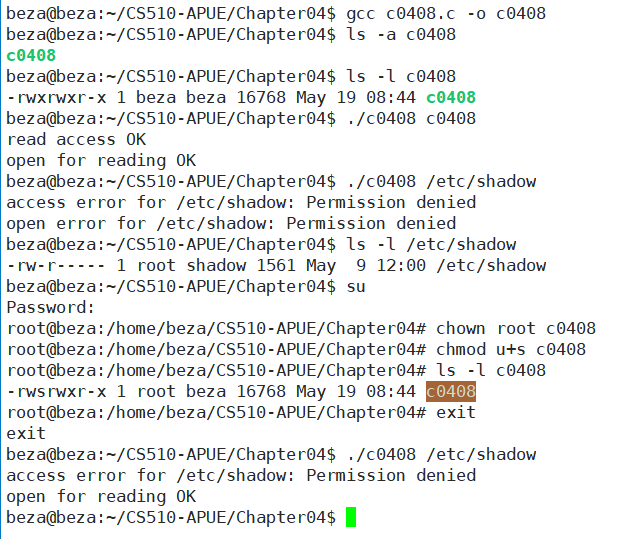 beza@beza:~/CS510-APUE/Chapter04$ gcc c0408.c -o c0408
beza@beza:~/CS510-APUE/Chapter04$ ls -a c0408
c0408
beza@beza:~/CS510-APUE/Chapter04$ ls -l c0408
-rwxrwxr-x 1 beza beza 16768 May 19 08:44 c0408
beza@beza:~/CS510-APUE/Chapter04$ ./c0408 c0408
read access OK
open for reading OK
beza@beza:~/CS510-APUE/Chapter04$ ./c0408 /etc/shadow
access error for /etc/shadow: Permission denied
open error for /etc/shadow: Permission denied
beza@beza:~/CS510-APUE/Chapter04$ ls -l /etc/shadow
-rw-r----- 1 root shadow 1561 May  9 12:00 /etc/shadow
beza@beza:~/CS510-APUE/Chapter04$ su
Password:
root@beza:/home/beza/CS510-APUE/Chapter04# chown root c0408
root@beza:/home/beza/CS510-APUE/Chapter04# chmod u+s c0408
root@beza:/home/beza/CS510-APUE/Chapter04# ls -l c0408
-rwsrwxr-x 1 root beza 16768 May 19 08:44 c0408
root@beza:/home/beza/CS510-APUE/Chapter04# exit
exit
beza@beza:~/CS510-APUE/Chapter04$ ./c0408 /etc/shadow
access error for /etc/shadow: Permission denied
open for reading OK
beza@beza:~/CS510-APUE/Chapter04$